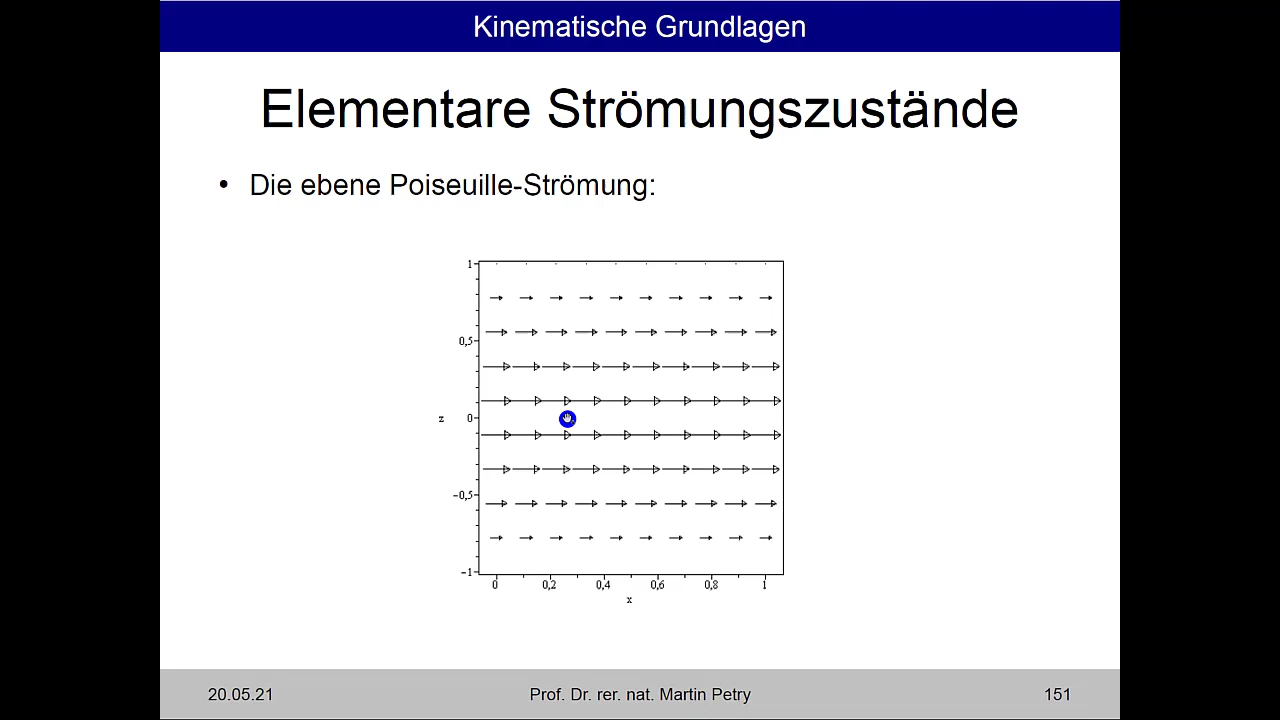 Kinematische Grundlagen
Elementare Strömungszustände
• Die ebene Poiseuille-Strömung:
1
0,5
z
0
−0,5
−1
0 0,2 0,4 0,6 0,8 1
x
20.05.21 Prof. Dr. rer. nat. Martin Petry 151